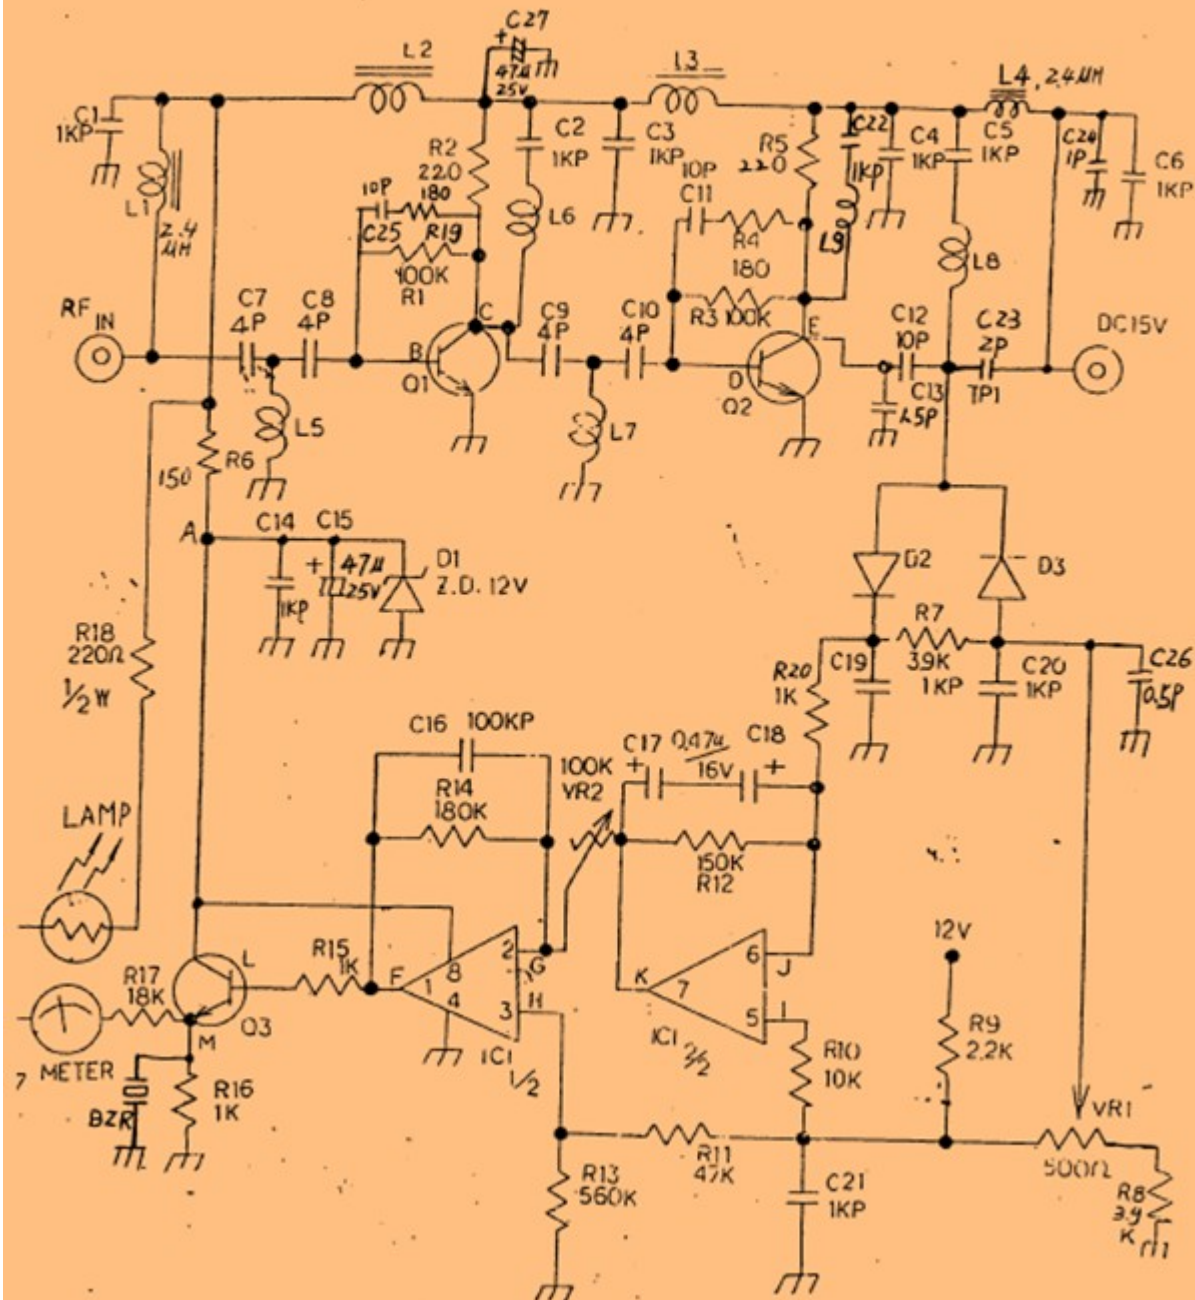 C27
+
47µ
25V
L2
L3
L4, 2.4µH
C1
1KP
R2
220
C2
1KP
C3
1KP
10P
C11
R5
220
C22
1KP
C4
1KP
C5
1KP
C24
1P
C6
1KP
L1
2.4
µH
10P
180
C25
R19
100K
R1
L6
R4
180
R3 100K
L9
L8
RF IN
C7
4P
C8
4P
B
Q1
C
C9
4P
C10
4P
D
Q2
E
C12
10P
C13
C23
2P
TP1
DC15V
L5
L7
R6
150
A
C14
1KP
C15
+
47µ
25V
D1
Z.D. 12V
D2
D3
R18
220Ω
1/2 W
R7
3.9K
C19
1KP
C20
1KP
C26
0.5P
R20
1K
C16
100KP
R14
180K
100K
VR2
C17
+
0.47µ/16V
C18
+
150K
R12
LAMP
L
R15
1K
F
1
8
4
2
G
3
H
IC1
1/2
K
7
6
J
5
I
IC1
2/2
12V
R9
2.2K
R10
10K
R17
18K
Q3
M
7
METER
BZR
R16
1K
R13
560K
R11
47K
C21
1KP
VR1
500Ω
R8
3.9
K